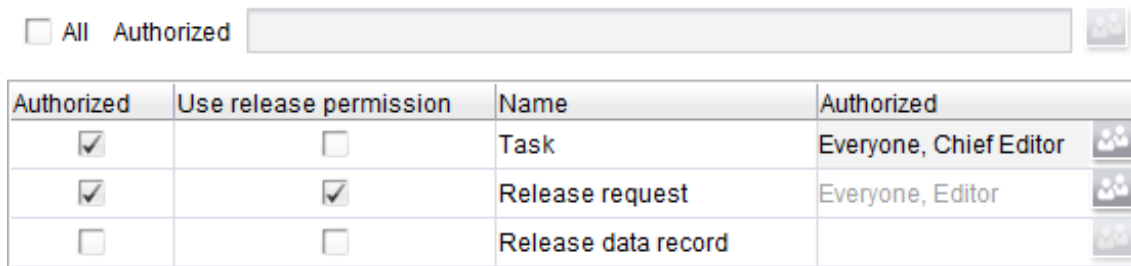 All Authorized
Authorized Use release permission Name Authorized
Task Everyone, Chief Editor
Release request Everyone, Editor
Release data record